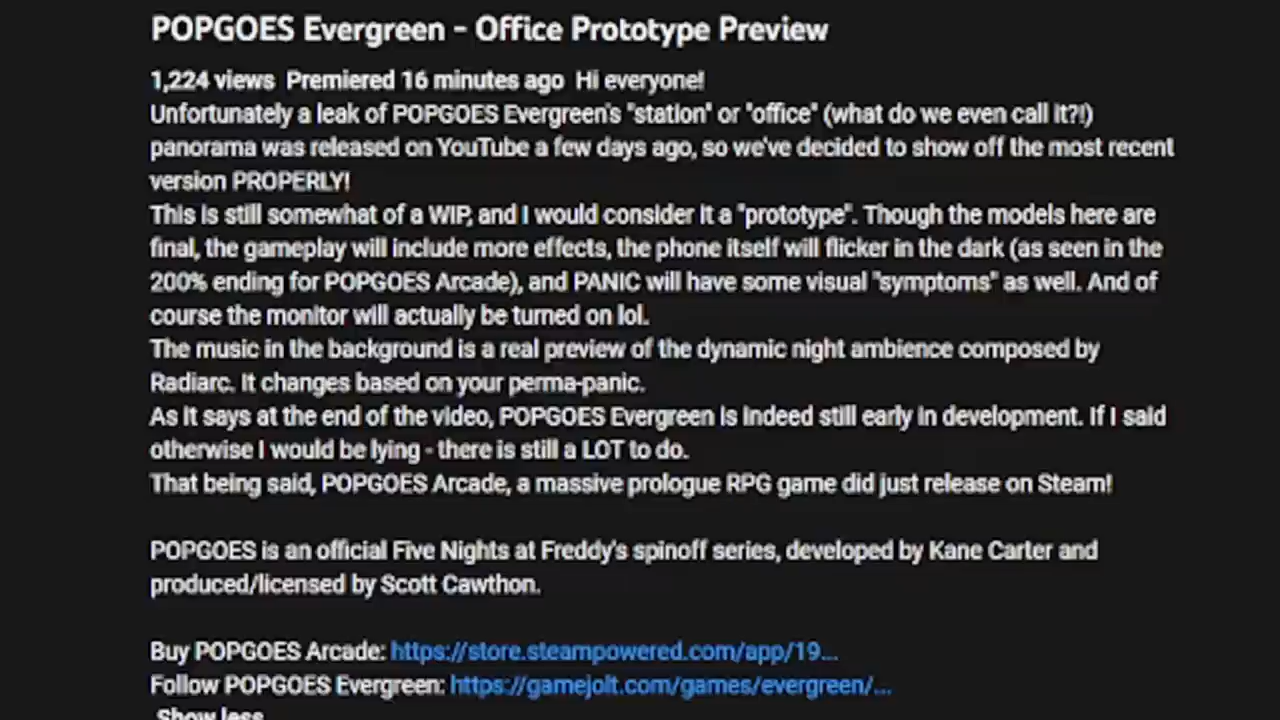 POPGOES Evergreen - Office Prototype Preview
1,224 views Premiered 16 minutes ago Hi everyone!
Unfortunately a leak of POPGOES Evergreen's "station" or "office" (what do we even call it?!)
panorama was released on YouTube a few days ago, so we've decided to show off the most recent
version PROPERLY!
This is still somewhat of a WIP, and I would consider it a "prototype". Though the models here are
final, the gameplay will include more effects, the phone itself will flicker in the dark (as seen in the
200% ending for POPGOES Arcade), and PANIC will have some visual "symptoms" as well. And of
course the monitor will actually be turned on lol.
The music in the background is a real preview of the dynamic night ambience composed by
Radiarc. It changes based on your perma-panic.
As it says at the end of the video, POPGOES Evergreen is indeed still early in development. If I said
otherwise I would be lying - there is still a LOT to do.
That being said, POPGOES Arcade, a massive prologue RPG game did just release on Steam!
POPGOES is an official Five Nights at Freddy's spinoff series, developed by Kane Carter and
produced/licensed by Scott Cawthon.
Buy POPGOES Arcade: https://store.steampowered.com/app/19...
Follow POPGOES Evergreen: https://gamejolt.com/games/evergreen/...
Show less